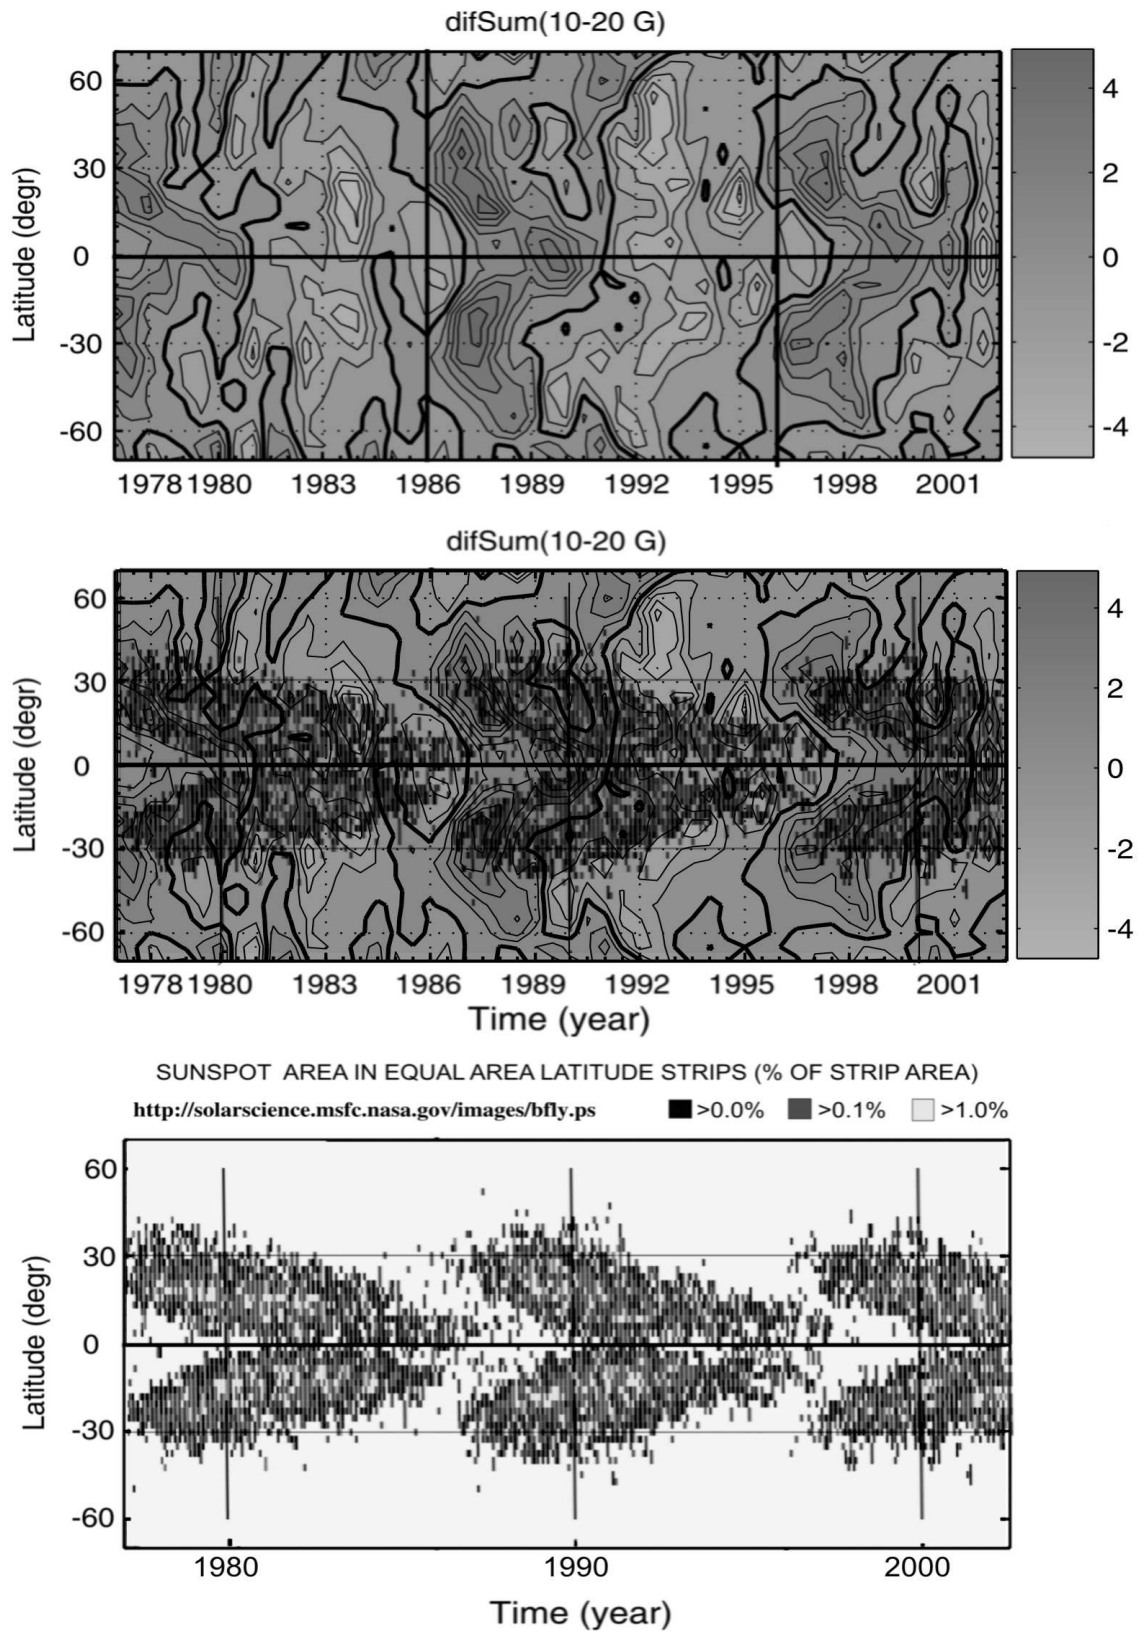 difSum(10-20 G)
60
30
0
-30
-60
Latitude (degr)
4
2
0
-2
-4
1978 1980 1983 1986 1989 1992 1995 1998 2001
difSum(10-20 G)
60
30
0
-30
-60
Latitude (degr)
4
2
0
-2
-4
1978 1980 1983 1986 1989 1992 1995 1998 2001
Time (year)
SUNSPOT AREA IN EQUAL AREA LATITUDE STRIPS (% OF STRIP AREA)
http://solarscience.msfc.nasa.gov/images/bfly.ps >0.0% >0.1% >1.0%
60
30
0
-30
-60
Latitude (degr)
1980 1990 2000
Time (year)